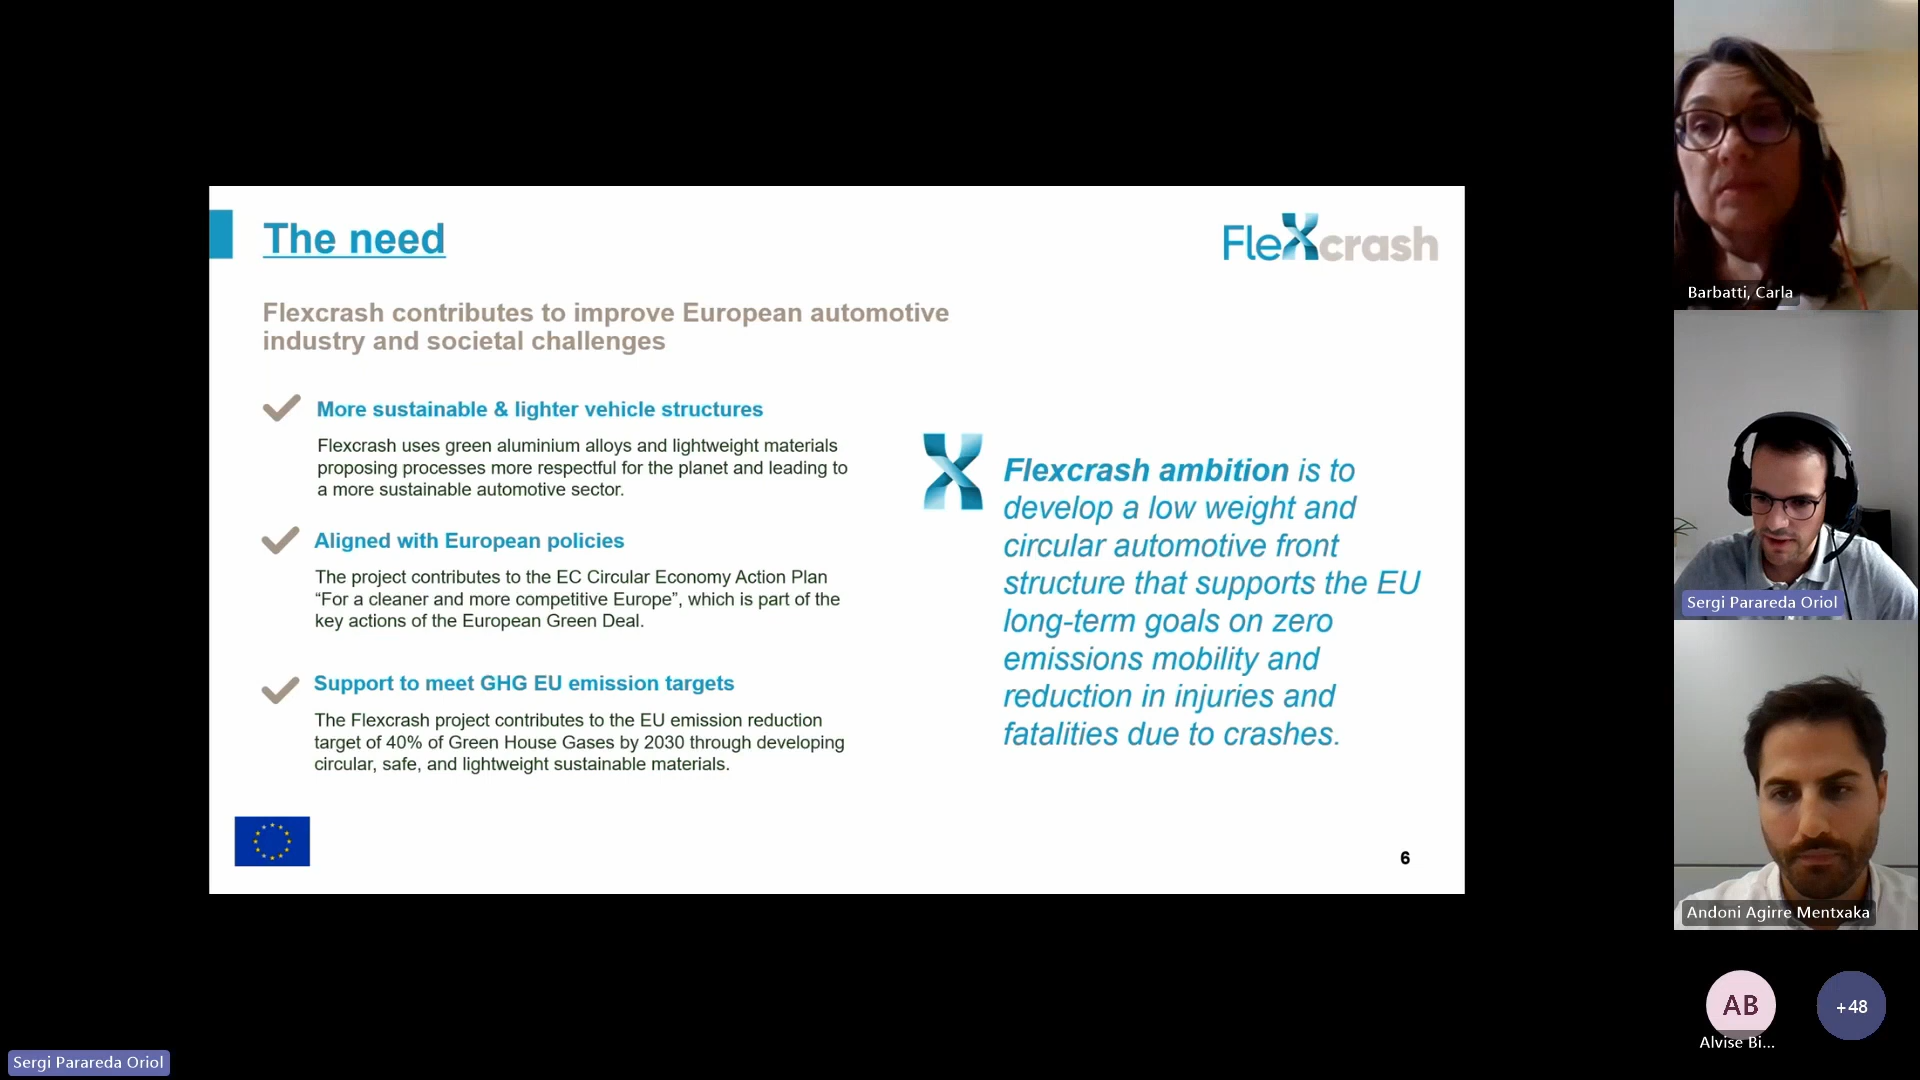 The need
FleXcrash
Flexcrash contributes to improve European automotive
industry and societal challenges
More sustainable & lighter vehicle structures
Flexcrash uses green aluminium alloys and lightweight materials
proposing processes more respectful for the planet and leading to
a more sustainable automotive sector.
Aligned with European policies
The project contributes to the EC Circular Economy Action Plan
“For a cleaner and more competitive Europe”, which is part of the
key actions of the European Green Deal.
Support to meet GHG EU emission targets
The Flexcrash project contributes to the EU emission reduction
target of 40% of Green House Gases by 2030 through developing
circular, safe, and lightweight sustainable materials.
Flexcrash ambition is to
develop a low weight and
circular automotive front
structure that supports the EU
long-term goals on zero
emissions mobility and
reduction in injuries and
fatalities due to crashes.
6
Barbatti, Carla
Sergi Parareda Oriol
Andoni Agirre Mentxaka
AB
Alvise Bi...
+48
Sergi Parareda Oriol